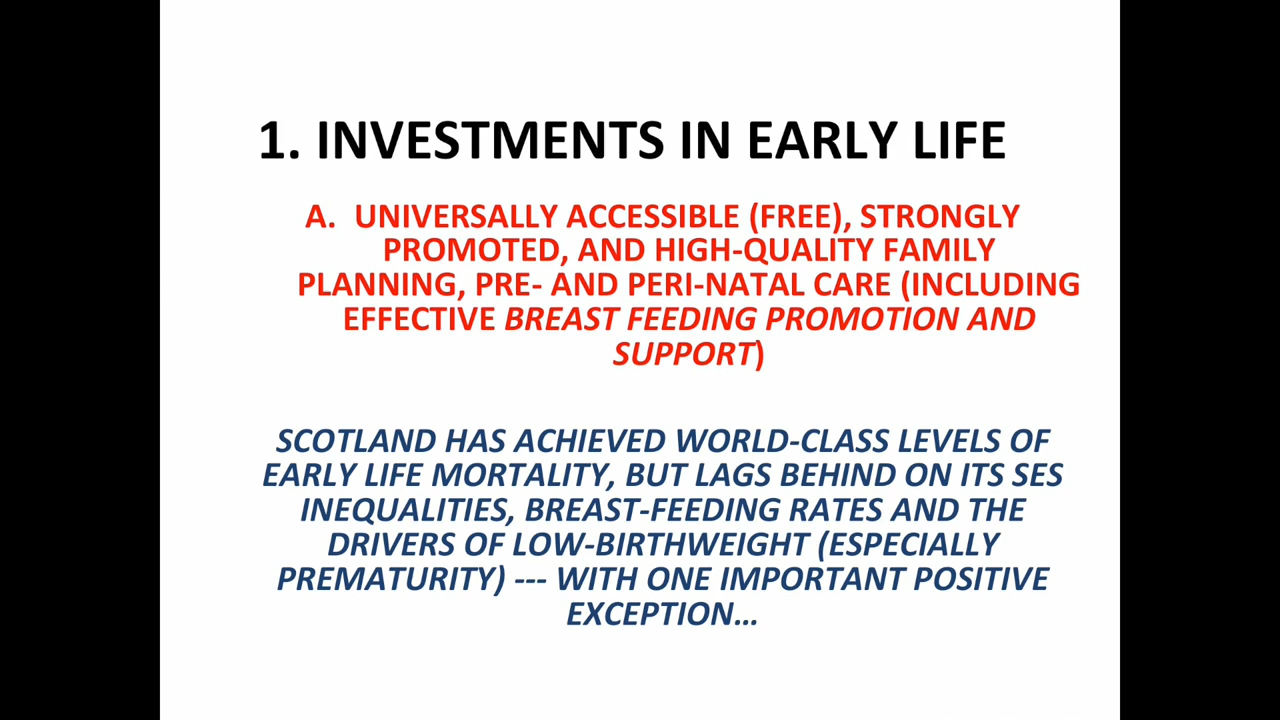 1. INVESTMENTS IN EARLY LIFE
A. UNIVERSALLY ACCESSIBLE (FREE), STRONGLY
PROMOTED, AND HIGH-QUALITY FAMILY
PLANNING, PRE- AND PERI-NATAL CARE (INCLUDING
EFFECTIVE BREAST FEEDING PROMOTION AND
SUPPORT)
SCOTLAND HAS ACHIEVED WORLD-CLASS LEVELS OF
EARLY LIFE MORTALITY, BUT LAGS BEHIND ON ITS SES
INEQUALITIES, BREAST-FEEDING RATES AND THE
DRIVERS OF LOW-BIRTHWEIGHT (ESPECIALLY
PREMATURITY) --- WITH ONE IMPORTANT POSITIVE
EXCEPTION…